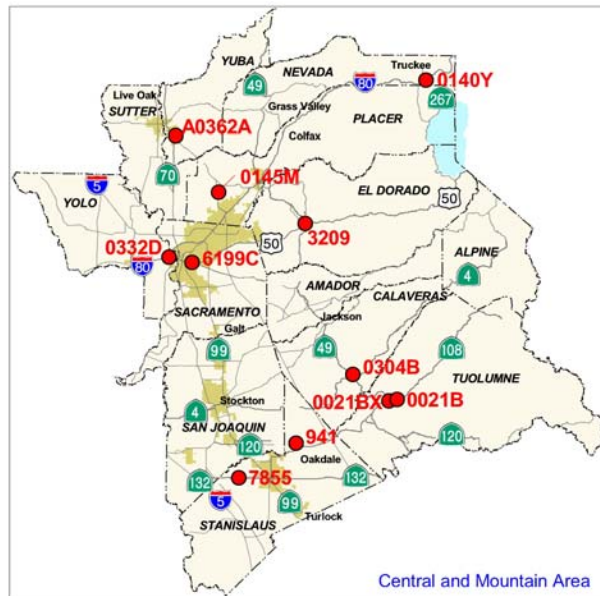 YUBA
NEVADA
Truckee
49
80
0140Y
267
Live Oak
SUTTER
Grass Valley
PLACER
A0362A
Colfax
70
5
0145M
EL DORADO
YOLO
50
0332D
50
3209
80
6199C
ALPINE
4
AMADOR
CALAVERAS
SACRAMENTO
Jackson
Galt
99
49
108
0304B
TUOLUMNE
4
Stockton
0021BX
0021B
SAN JOAQUIN
941
120
120
Oakdale
132
7855
132
5
99
STANISLAUS
Turlock
Central and Mountain Area